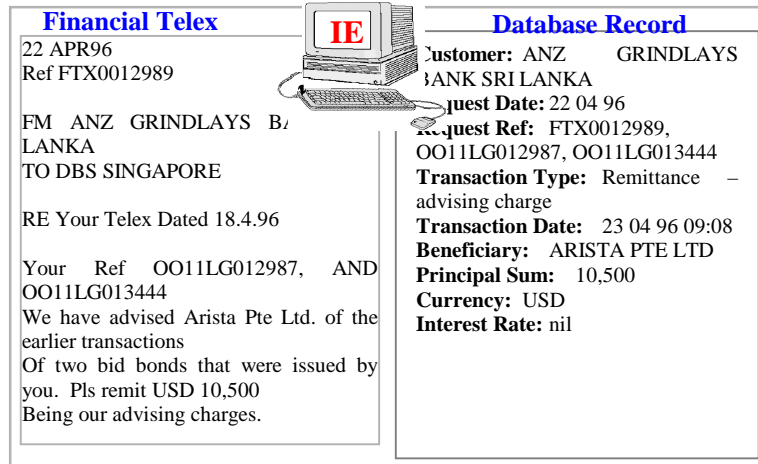 Financial Telex
22 APR96
Ref FTX0012989
FM ANZ GRINDLAYS
LANKA
TO DBS SINGAPORE
RE Your Telex Dated 18.4.96
Your Ref OO11LG012987, AND
OO11LG013444
We have advised Arista Pte Ltd. of the
earlier transactions
Of two bid bonds that were issued by
you. Pls remit USD 10,500
Being our advising charges.
IE
Database Record
Customer: ANZ GRINDLAYS
BANK SRI LANKA
Request Date: 22 04 96
Request Ref: FTX0012989,
OO11LG012987, OO11LG013444
Transaction Type: Remittance –
advising charge
Transaction Date: 23 04 96 09:08
Beneficiary: ARISTA PTE LTD
Principal Sum: 10,500
Currency: USD
Interest Rate: nil